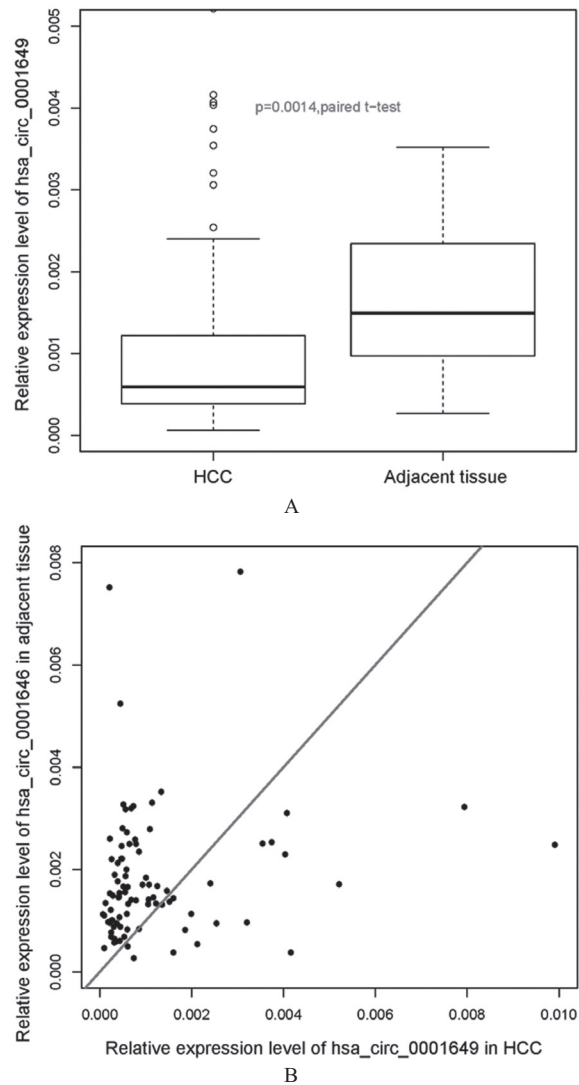 Relative expression level of hsa_circ_0001649
0.005
0.004
0.003
0.002
0.001
0.000
p=0.0014,paired t-test
HCC Adjacent tissue
A
Relative expression level of hsa_circ_0001646 in adjacent tissue
0.008
0.006
0.004
0.002
0.000
0.000 0.002 0.004 0.006 0.008 0.010
Relative expression level of hsa_circ_0001649 in HCC
B